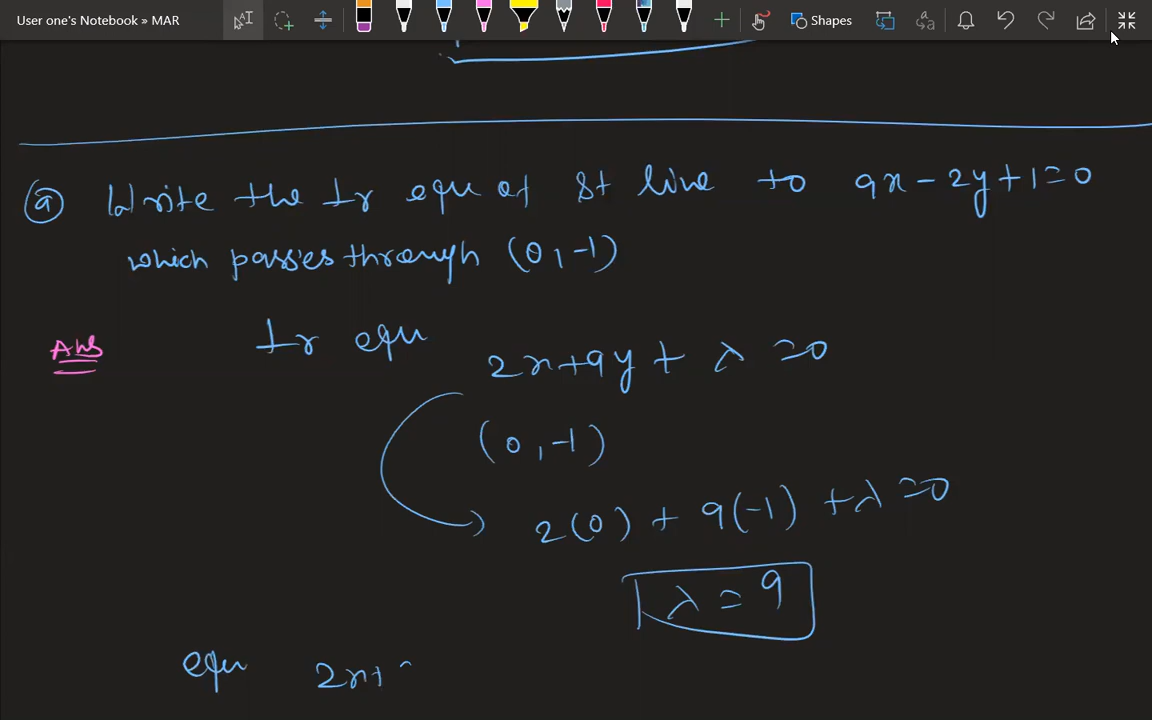 User one's Notebook » MAR
Shapes
(a) Write the ⊥r equ of St line to 9x - 2y + 1 = 0
which passes through (0, -1)
Ans
⊥r equ
2x + 9y + λ = 0
(0, -1)
2(0) + 9(-1) + λ = 0
λ = 9
equ 2x +